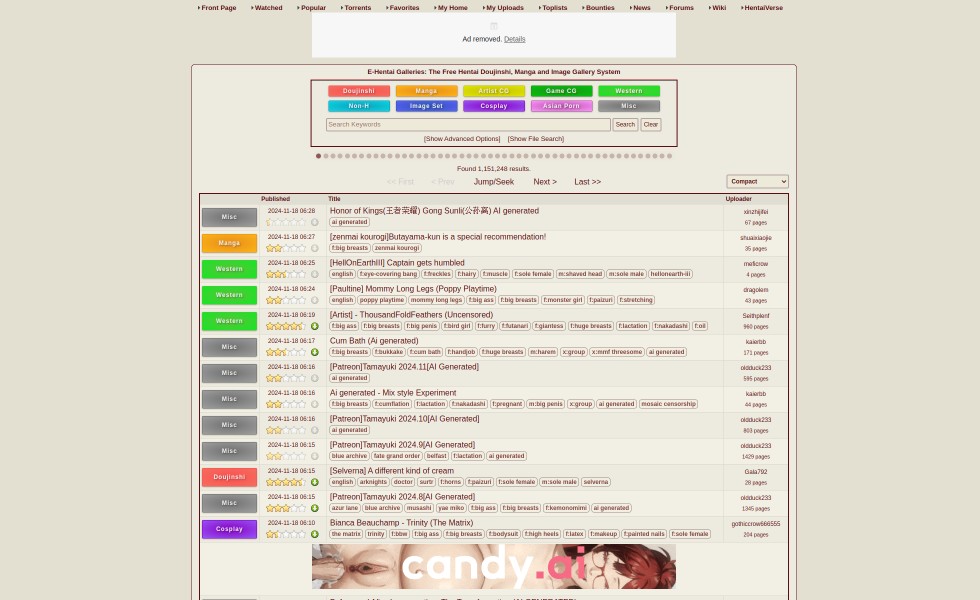 Front Page Watched Popular Torrents Favorites My Home My Uploads Toplists Bounties News Forums Wiki HentaiVerse
Ad removed. Details
E-Hentai Galleries: The Free Hentai Doujinshi, Manga and Image Gallery System
Doujinshi Manga Artist CG Game CG Western
Non-H Image Set Cosplay Asian Porn Misc
Search Keywords Search Clear
[Show Advanced Options] [Show File Search]
Found 1,151,248 results.
<< First < Prev Jump/Seek Next > Last >> Compact
Published Title Uploader
Misc 2024-11-18 06:28 Honor of Kings(王者荣耀) Gong Sunli(公孙离) AI generated xinzhijifei
ai generated 67 pages
Manga 2024-11-18 06:27 [zenmai kourogi]Butayama-kun is a special recommendation! shuaixiaojie
f:big breasts zenmai kourogi 35 pages
Western 2024-11-18 06:25 [HellOnEarthIII] Captain gets humbled meficrow
english f:eye-covering bang f:freckles f:hairy f:muscle f:sole female m:shaved head m:sole male hellonearth-iii 4 pages
Western 2024-11-18 06:24 [Paultine] Mommy Long Legs (Poppy Playtime) dragolem
english poppy playtime mommy long legs f:big ass f:big breasts f:monster girl f:paizuri f:stretching 43 pages
Western 2024-11-18 06:19 [Artist] - ThousandFoldFeathers (Uncensored) Seithplenf
f:big ass f:big breasts f:big penis f:bird girl f:furry f:futanari f:giantess f:huge breasts f:lactation f:nakadashi f:oil 960 pages
Misc 2024-11-18 06:17 Cum Bath (Ai generated) kaierbb
f:big breasts f:bukkake f:cum bath f:handjob f:huge breasts m:harem x:group x:mmf threesome ai generated 171 pages
Misc 2024-11-18 06:16 [Patreon]Tamayuki 2024.11[AI Generated] oldduck233
ai generated 595 pages
Misc 2024-11-18 06:16 Ai generated - Mix style Experiment kaierbb
f:big breasts f:cumflation f:lactation f:nakadashi f:pregnant m:big penis x:group ai generated mosaic censorship 44 pages
Misc 2024-11-18 06:16 [Patreon]Tamayuki 2024.10[AI Generated] oldduck233
ai generated 803 pages
Misc 2024-11-18 06:15 [Patreon]Tamayuki 2024.9[AI Generated] oldduck233
blue archive fate grand order belfast f:lactation ai generated 1429 pages
Doujinshi 2024-11-18 06:15 [Selverna] A different kind of cream Gala792
english arknights doctor surtr f:horns f:paizuri f:sole female m:sole male selverna 28 pages
Misc 2024-11-18 06:15 [Patreon]Tamayuki 2024.8[AI Generated] oldduck233
azur lane blue archive musashi yae miko f:big ass f:big breasts f:kemonomimi ai generated 1345 pages
Cosplay 2024-11-18 06:10 Bianca Beauchamp - Trinity (The Matrix) gothiccrow666555
the matrix trinity f:bbw f:big ass f:big breasts f:bodysuit f:high heels f:latex f:makeup f:painted nails f:sole female 204 pages
candy.ai